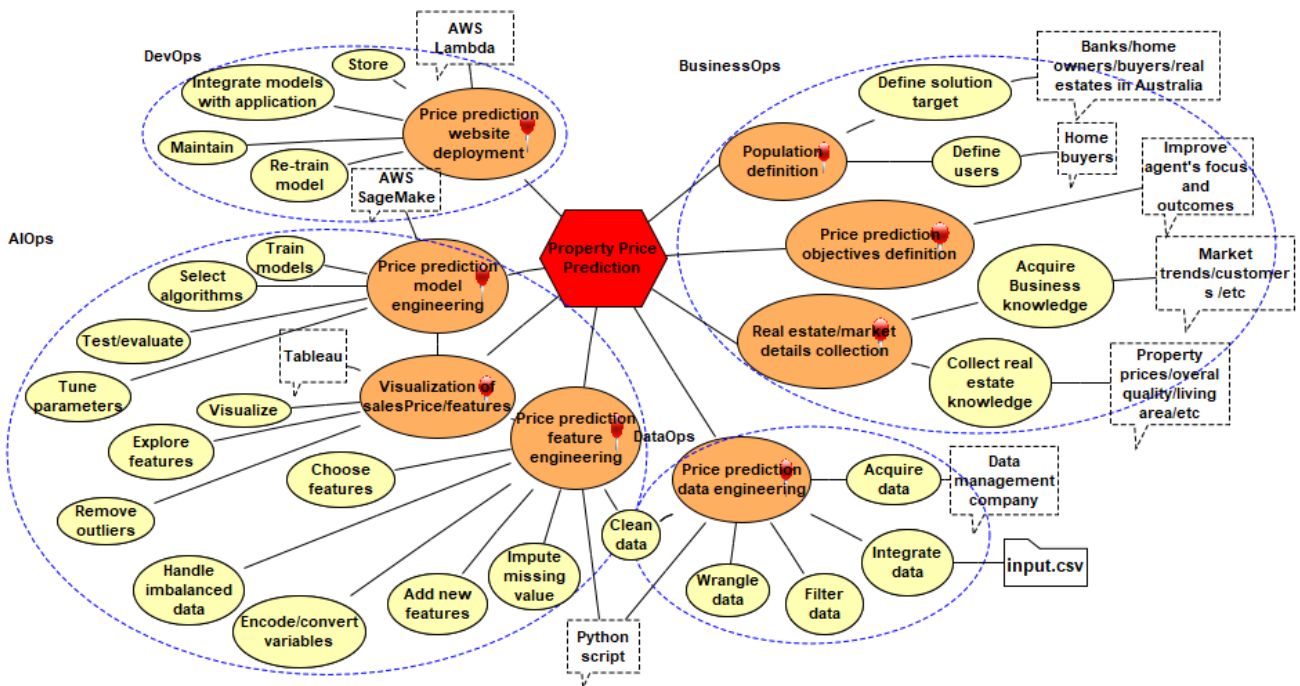 AWS
Lambda
DevOps
Store
Integrate models
with application
Price prediction
website
deployment
Maintain
Re-train
model
AWS
SageMake
BusinessOps
Banks/home
owners/buyers/real
estates in Australia
Define solution
target
Home
buyers
Population
definition
Define
users
Improve
agent's focus
and
outcomes
Property Price
Prediction
Price prediction
objectives definition
AIOps
Train
models
Select
algorithms
Price prediction
model
engineering
Acquire
Business
knowledge
Market
trends/customer
s /etc
Test/evaluate
Real estate/market
details collection
Tableau
Tune
parameters
Visualize
Visualization of
salesPrice/features
Collect real
estate
knowledge
Property
prices/overal
quality/living
area/etc
Explore
features
Price prediction
feature
engineering
DataOps
Choose
features
Price prediction
data engineering
Acquire
data
Data
management
company
Remove
outliers
Clean
data
Handle
imbalanced
data
Impute
missing
value
Integrate
data
input.csv
Add new
features
Wrangle
data
Filter
data
Encode/convert
variables
Python
script